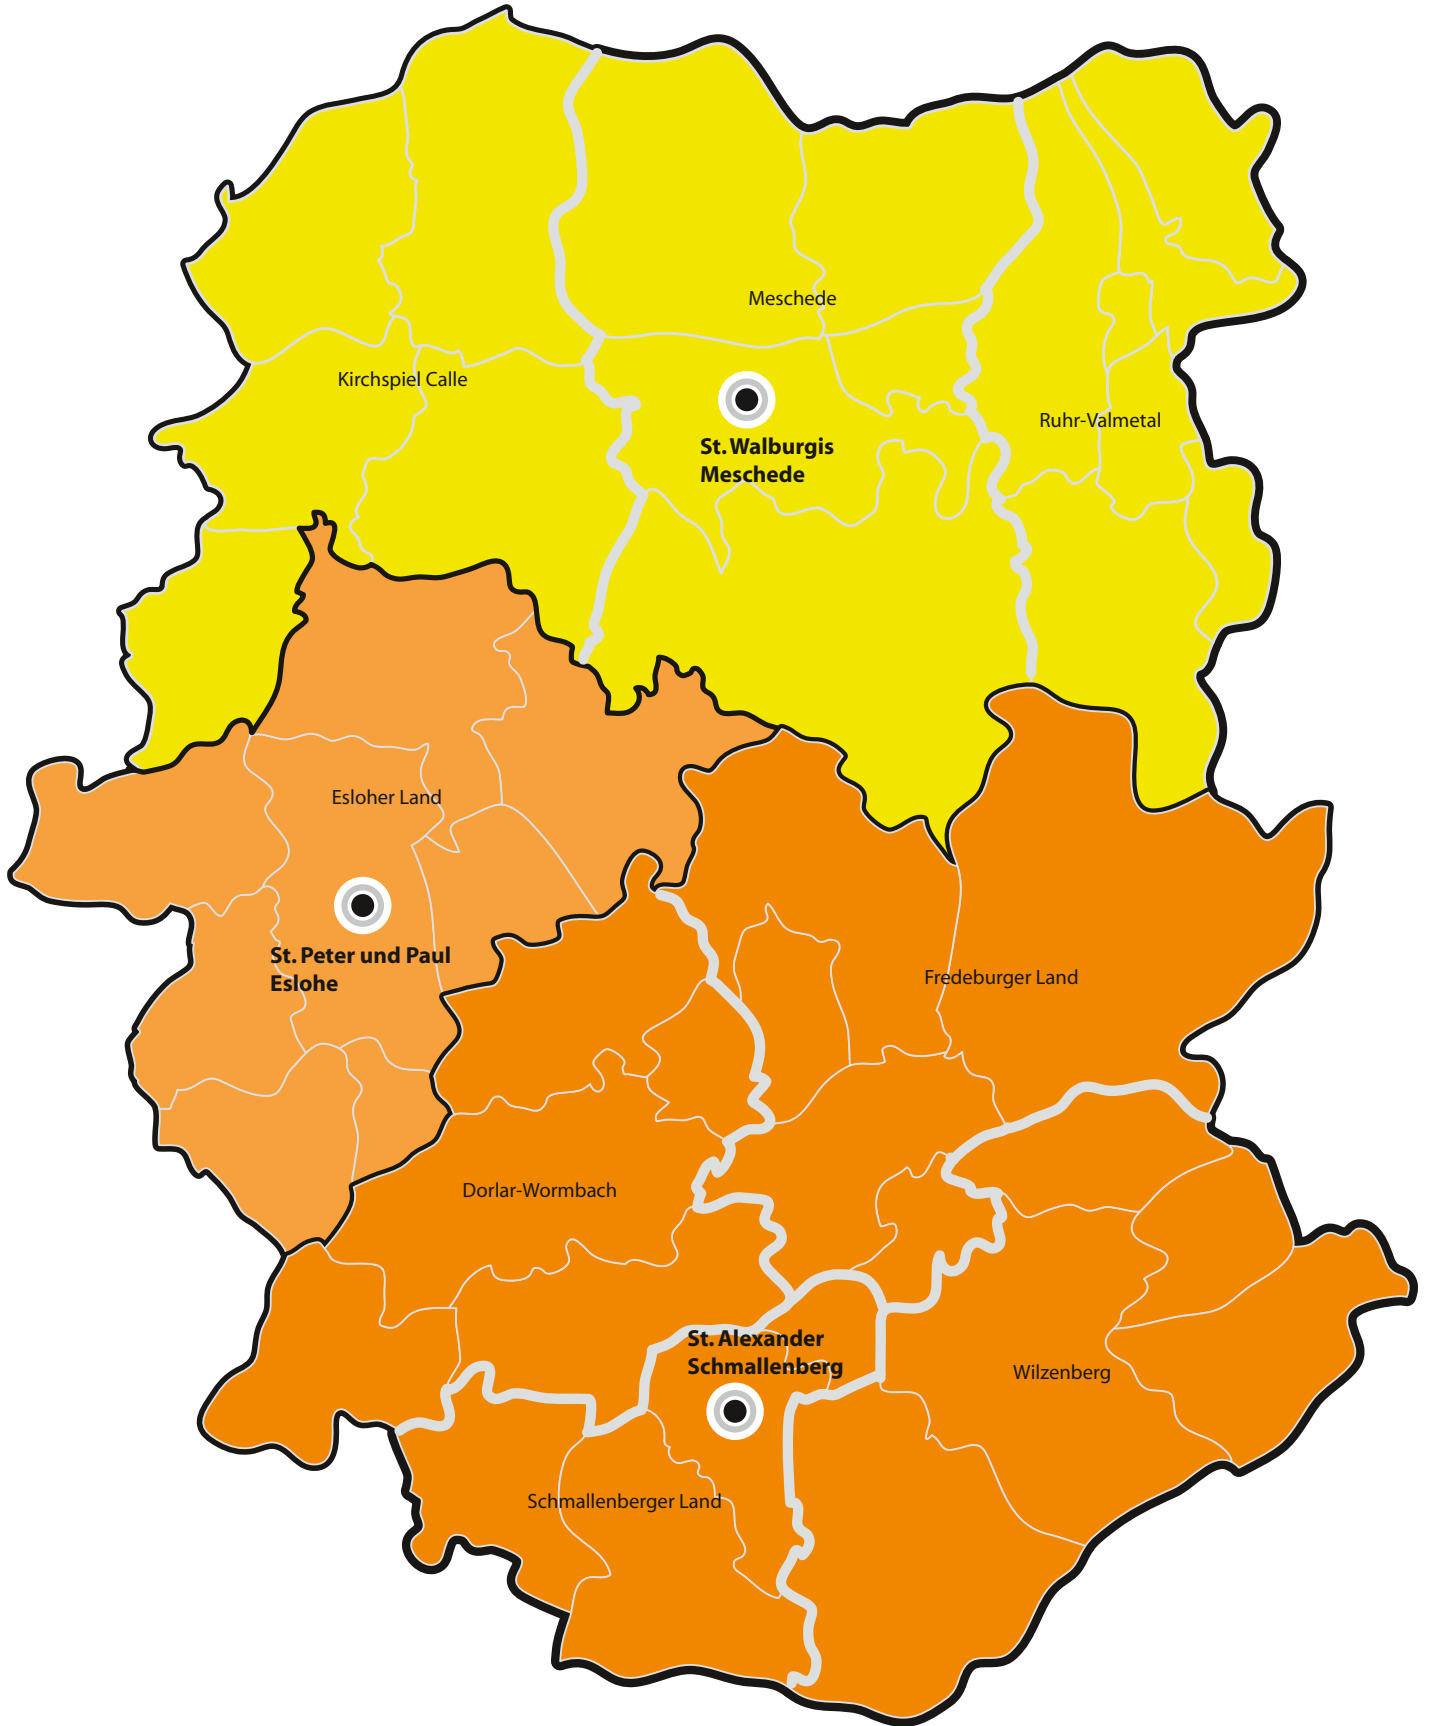 Meschede
Kirchspiel Calle
Ruhr-Valmetal
St. Walburgis
Meschede
Esloher Land
St. Peter und Paul
Eslohe
Fredeburger Land
Dorlar-Wormbach
St. Alexander
Schmallenberg
Wilzenberg
Schmallenberger Land